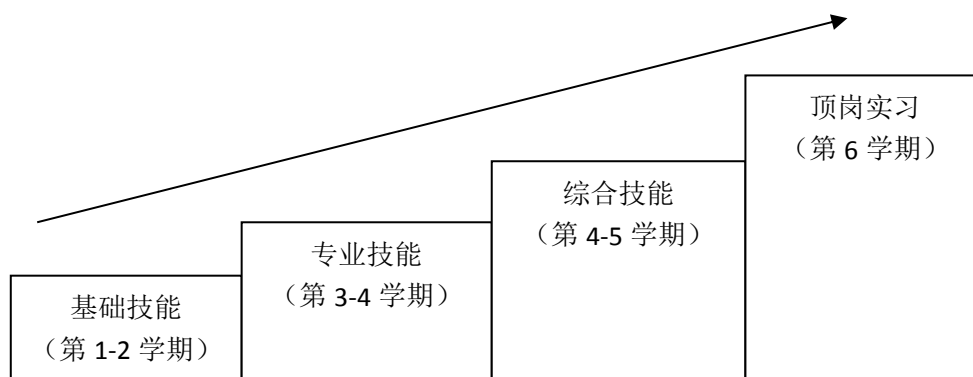 基础技能
（第 1-2 学期）
专业技能
（第 3-4 学期）
综合技能
（第 4-5 学期）
顶岗实习
（第 6 学期）